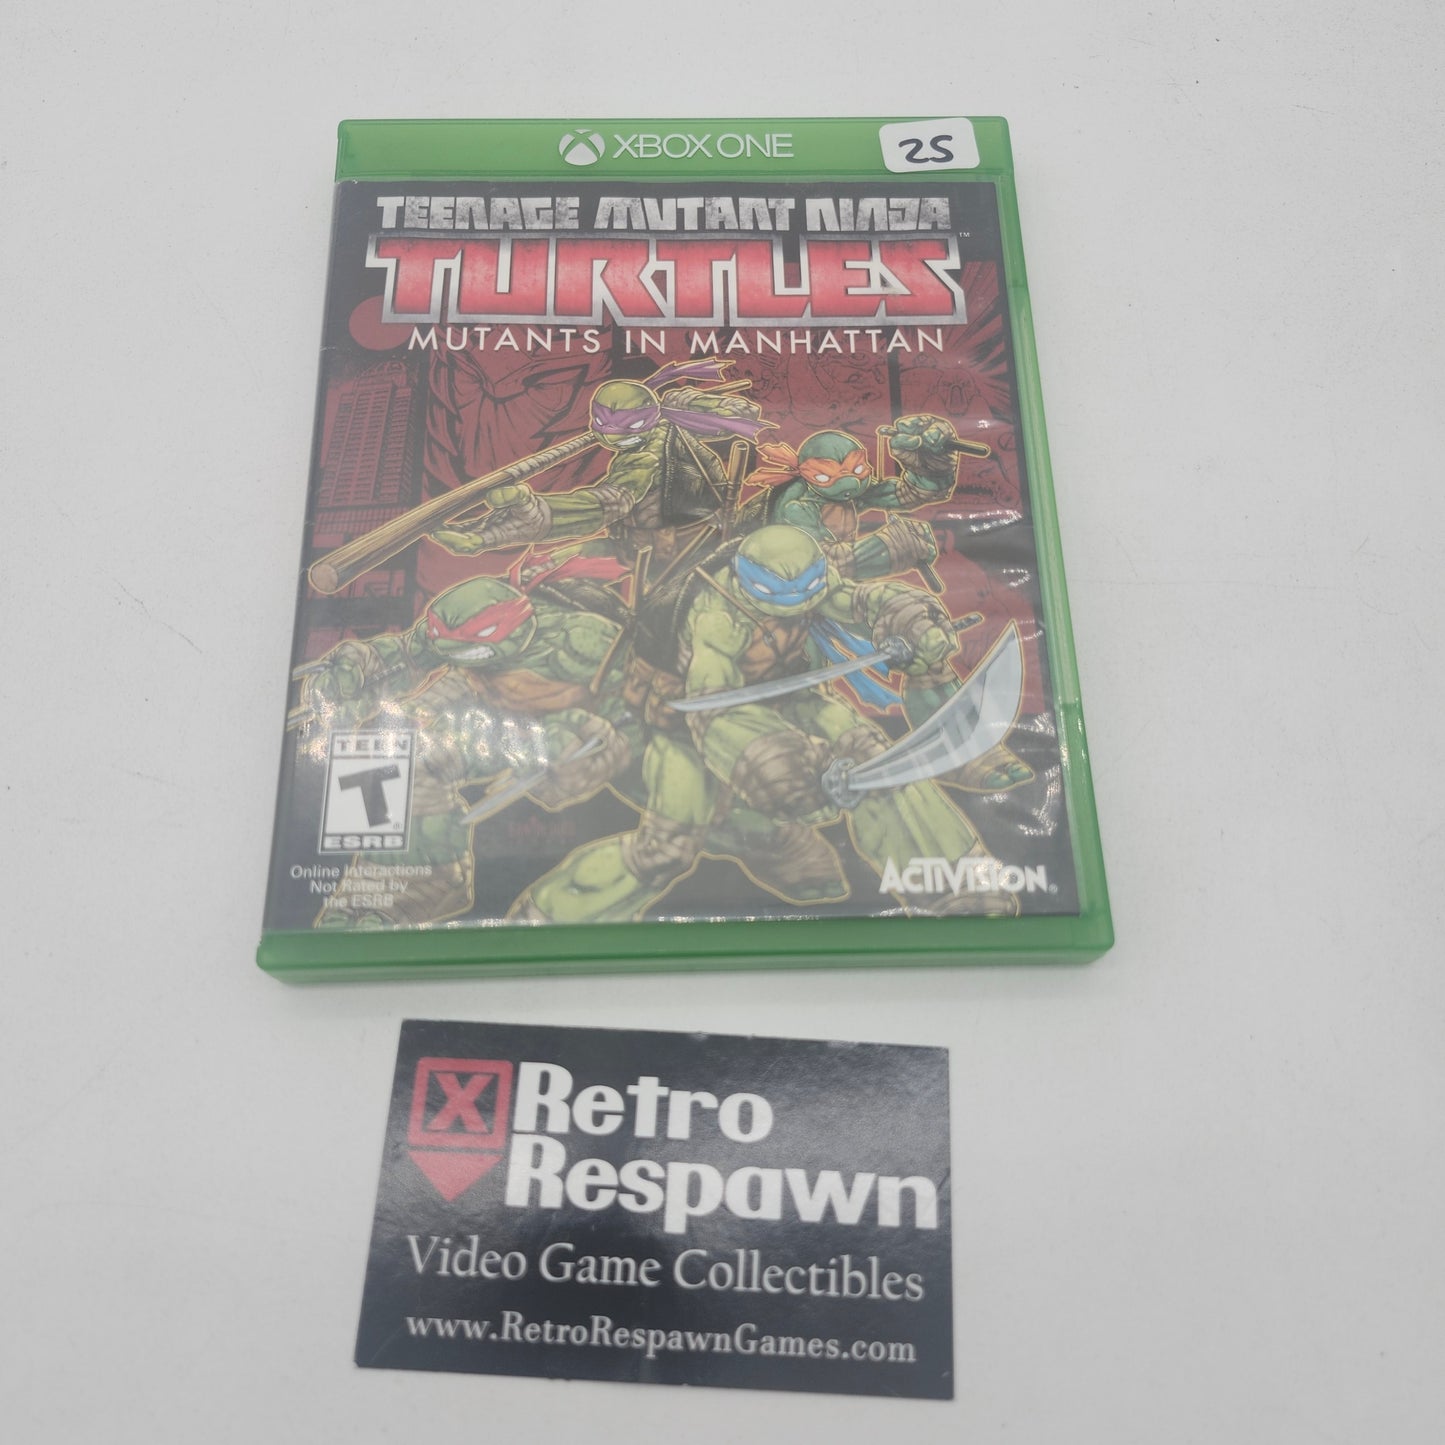 XBOX ONE
25
TEENAGE MUTANT NINJA
TURTLES™
MUTANTS IN MANHATTAN
TEEN
T
®
ESRB
Online Interactions
Not Rated by
the ESRB
ACTIVISION®
X Retro
Respawn
Video Game Collectibles
www.RetroRespawnGames.com